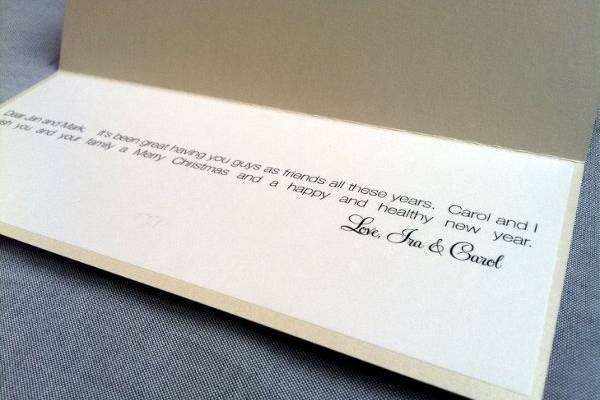 Dear Jan and Mark, It's been great having you guys as friends all these years. Carol and I
wish you and your family a Merry Christmas and a happy and healthy new year.
Love, Ira & Carol